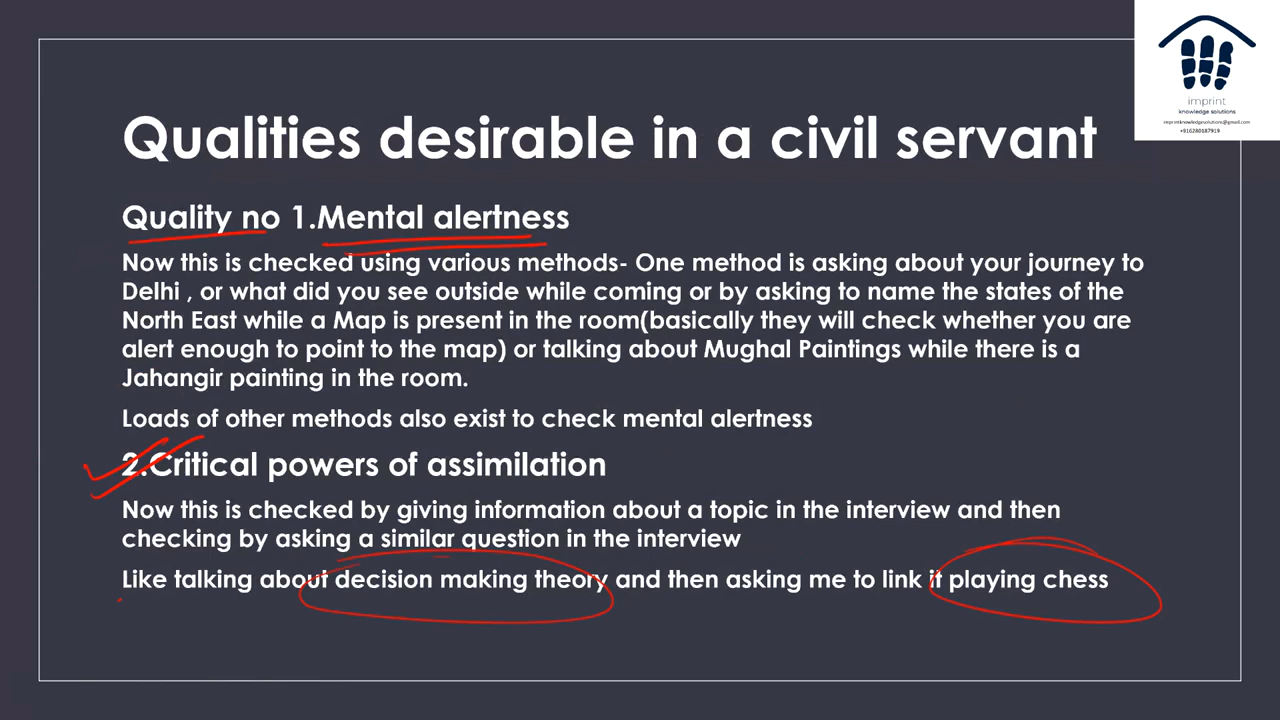 imprint
knowledge solutions
imprintknowledgesolutions@gmail.com
+916280187919
Qualities desirable in a civil servant
Quality no 1.Mental alertness
Now this is checked using various methods- One method is asking about your journey to
Delhi , or what did you see outside while coming or by asking to name the states of the
North East while a Map is present in the room(basically they will check whether you are
alert enough to point to the map) or talking about Mughal Paintings while there is a
Jahangir painting in the room.
Loads of other methods also exist to check mental alertness
2.Critical powers of assimilation
Now this is checked by giving information about a topic in the interview and then
checking by asking a similar question in the interview
Like talking about decision making theory and then asking me to link it playing chess